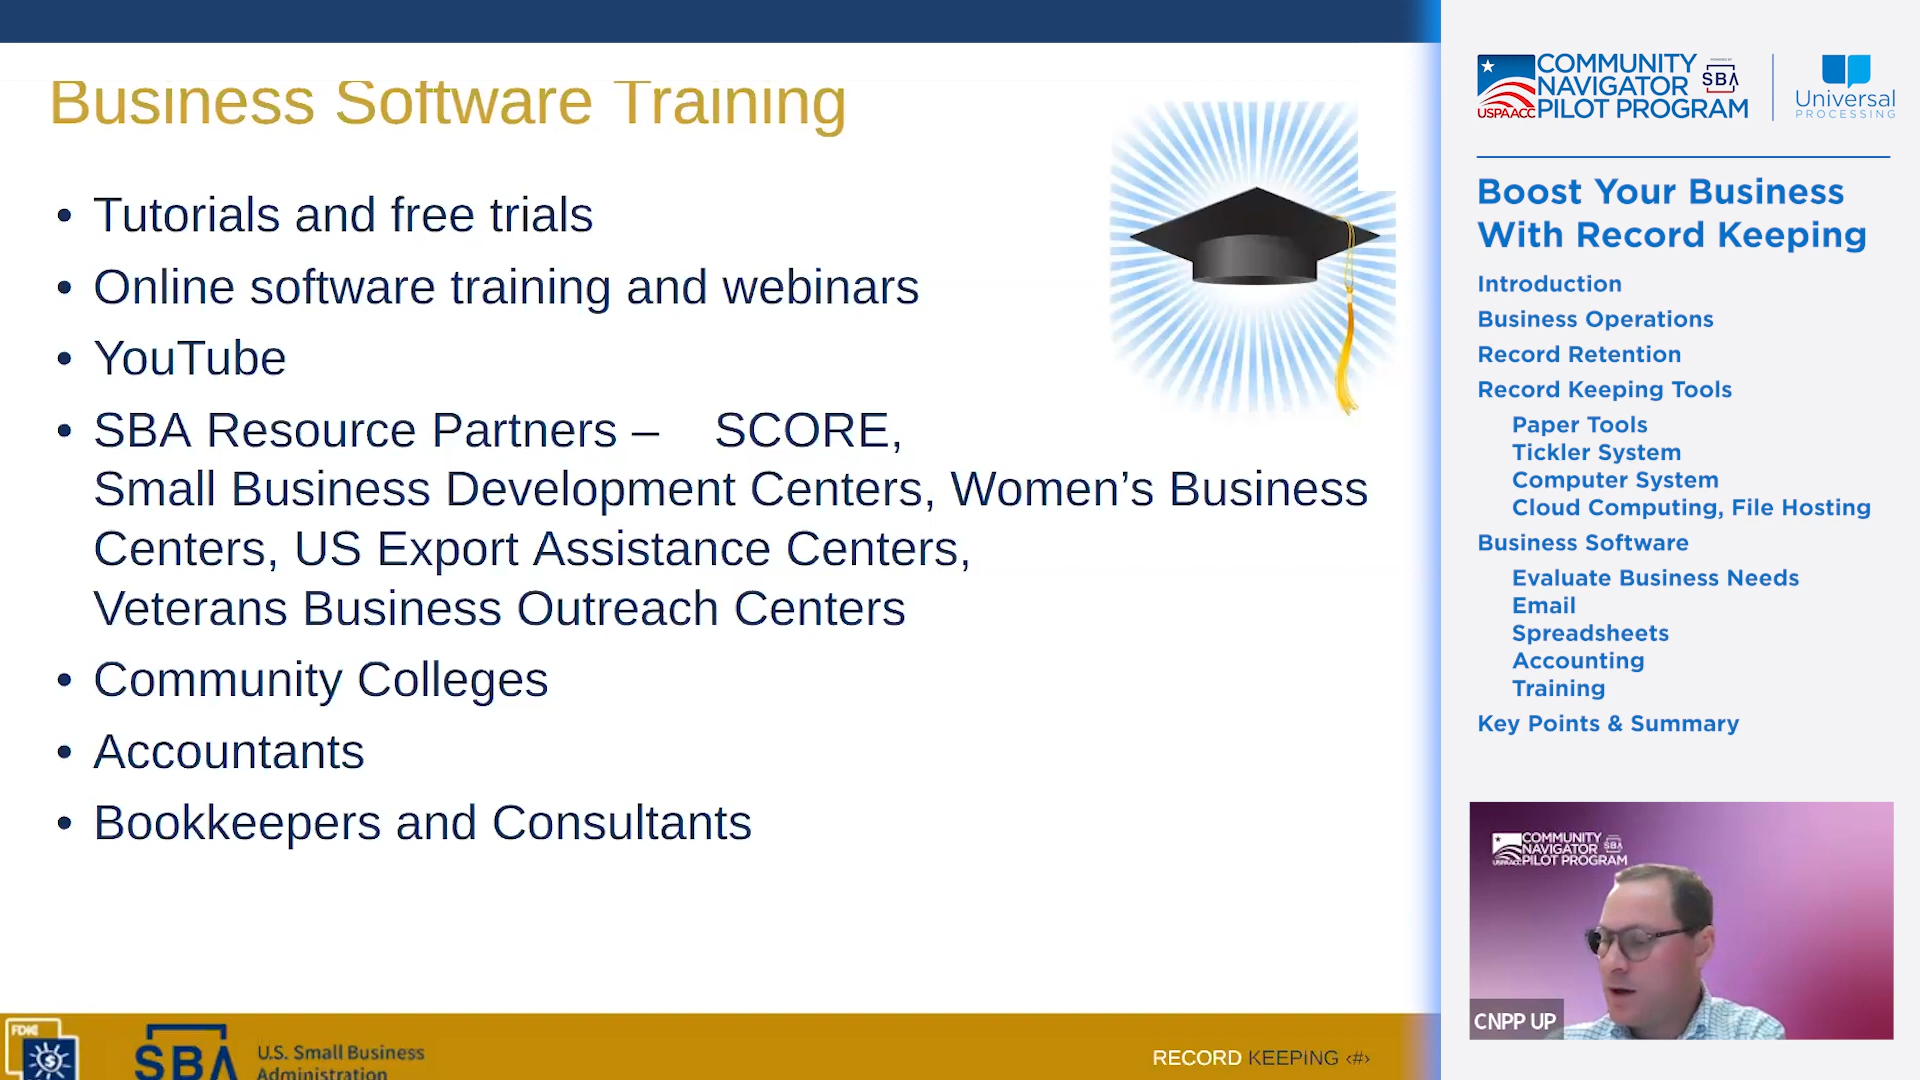 Business Software Training
• Tutorials and free trials
• Online software training and webinars
• YouTube
• SBA Resource Partners – SCORE,
Small Business Development Centers, Women’s Business
Centers, US Export Assistance Centers,
Veterans Business Outreach Centers
• Community Colleges
• Accountants
• Bookkeepers and Consultants
FDIC
SBA
U.S. Small Business
Administration
RECORD KEEPING ‹#›
COMMUNITY
NAVIGATOR
PILOT PROGRAM
USPAACC
SBA
Universal
PROCESSING
Boost Your Business
With Record Keeping
Introduction
Business Operations
Record Retention
Record Keeping Tools
Paper Tools
Tickler System
Computer System
Cloud Computing, File Hosting
Business Software
Evaluate Business Needs
Email
Spreadsheets
Accounting
Training
Key Points & Summary
COMMUNITY
NAVIGATOR
PILOT PROGRAM
USPAACC
SBA
CNPP UP